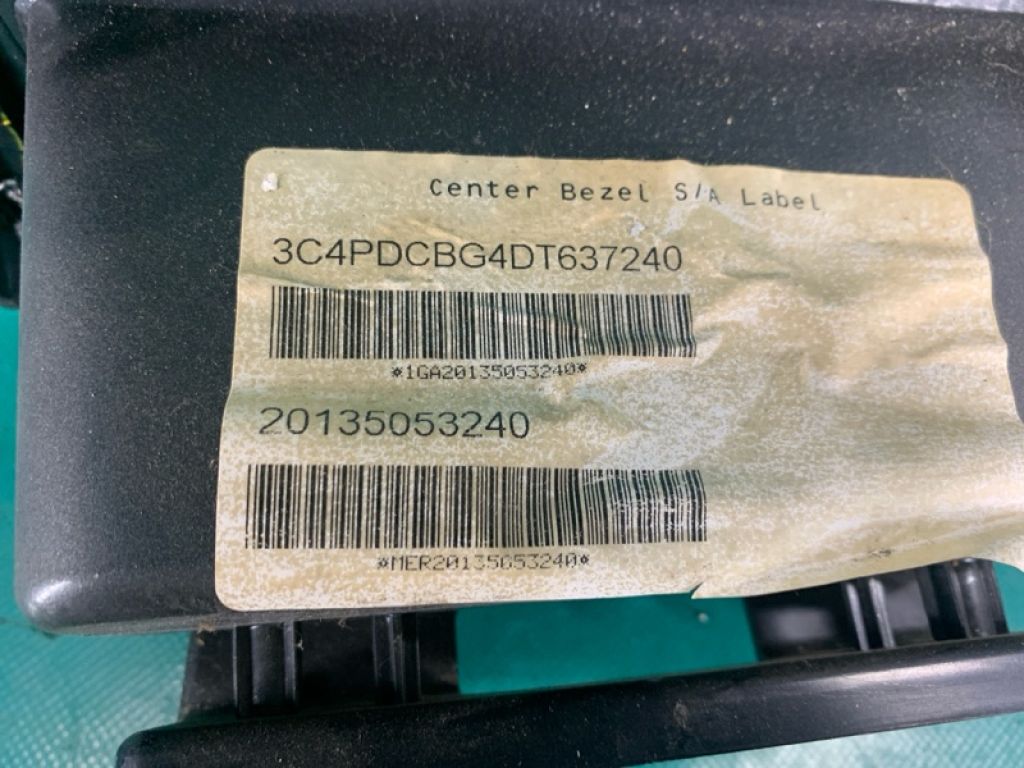 Center Bezel S/A Label
3C4PDCBG4DT637240
*1GA20135053240*
20135053240
*MER20135053240*